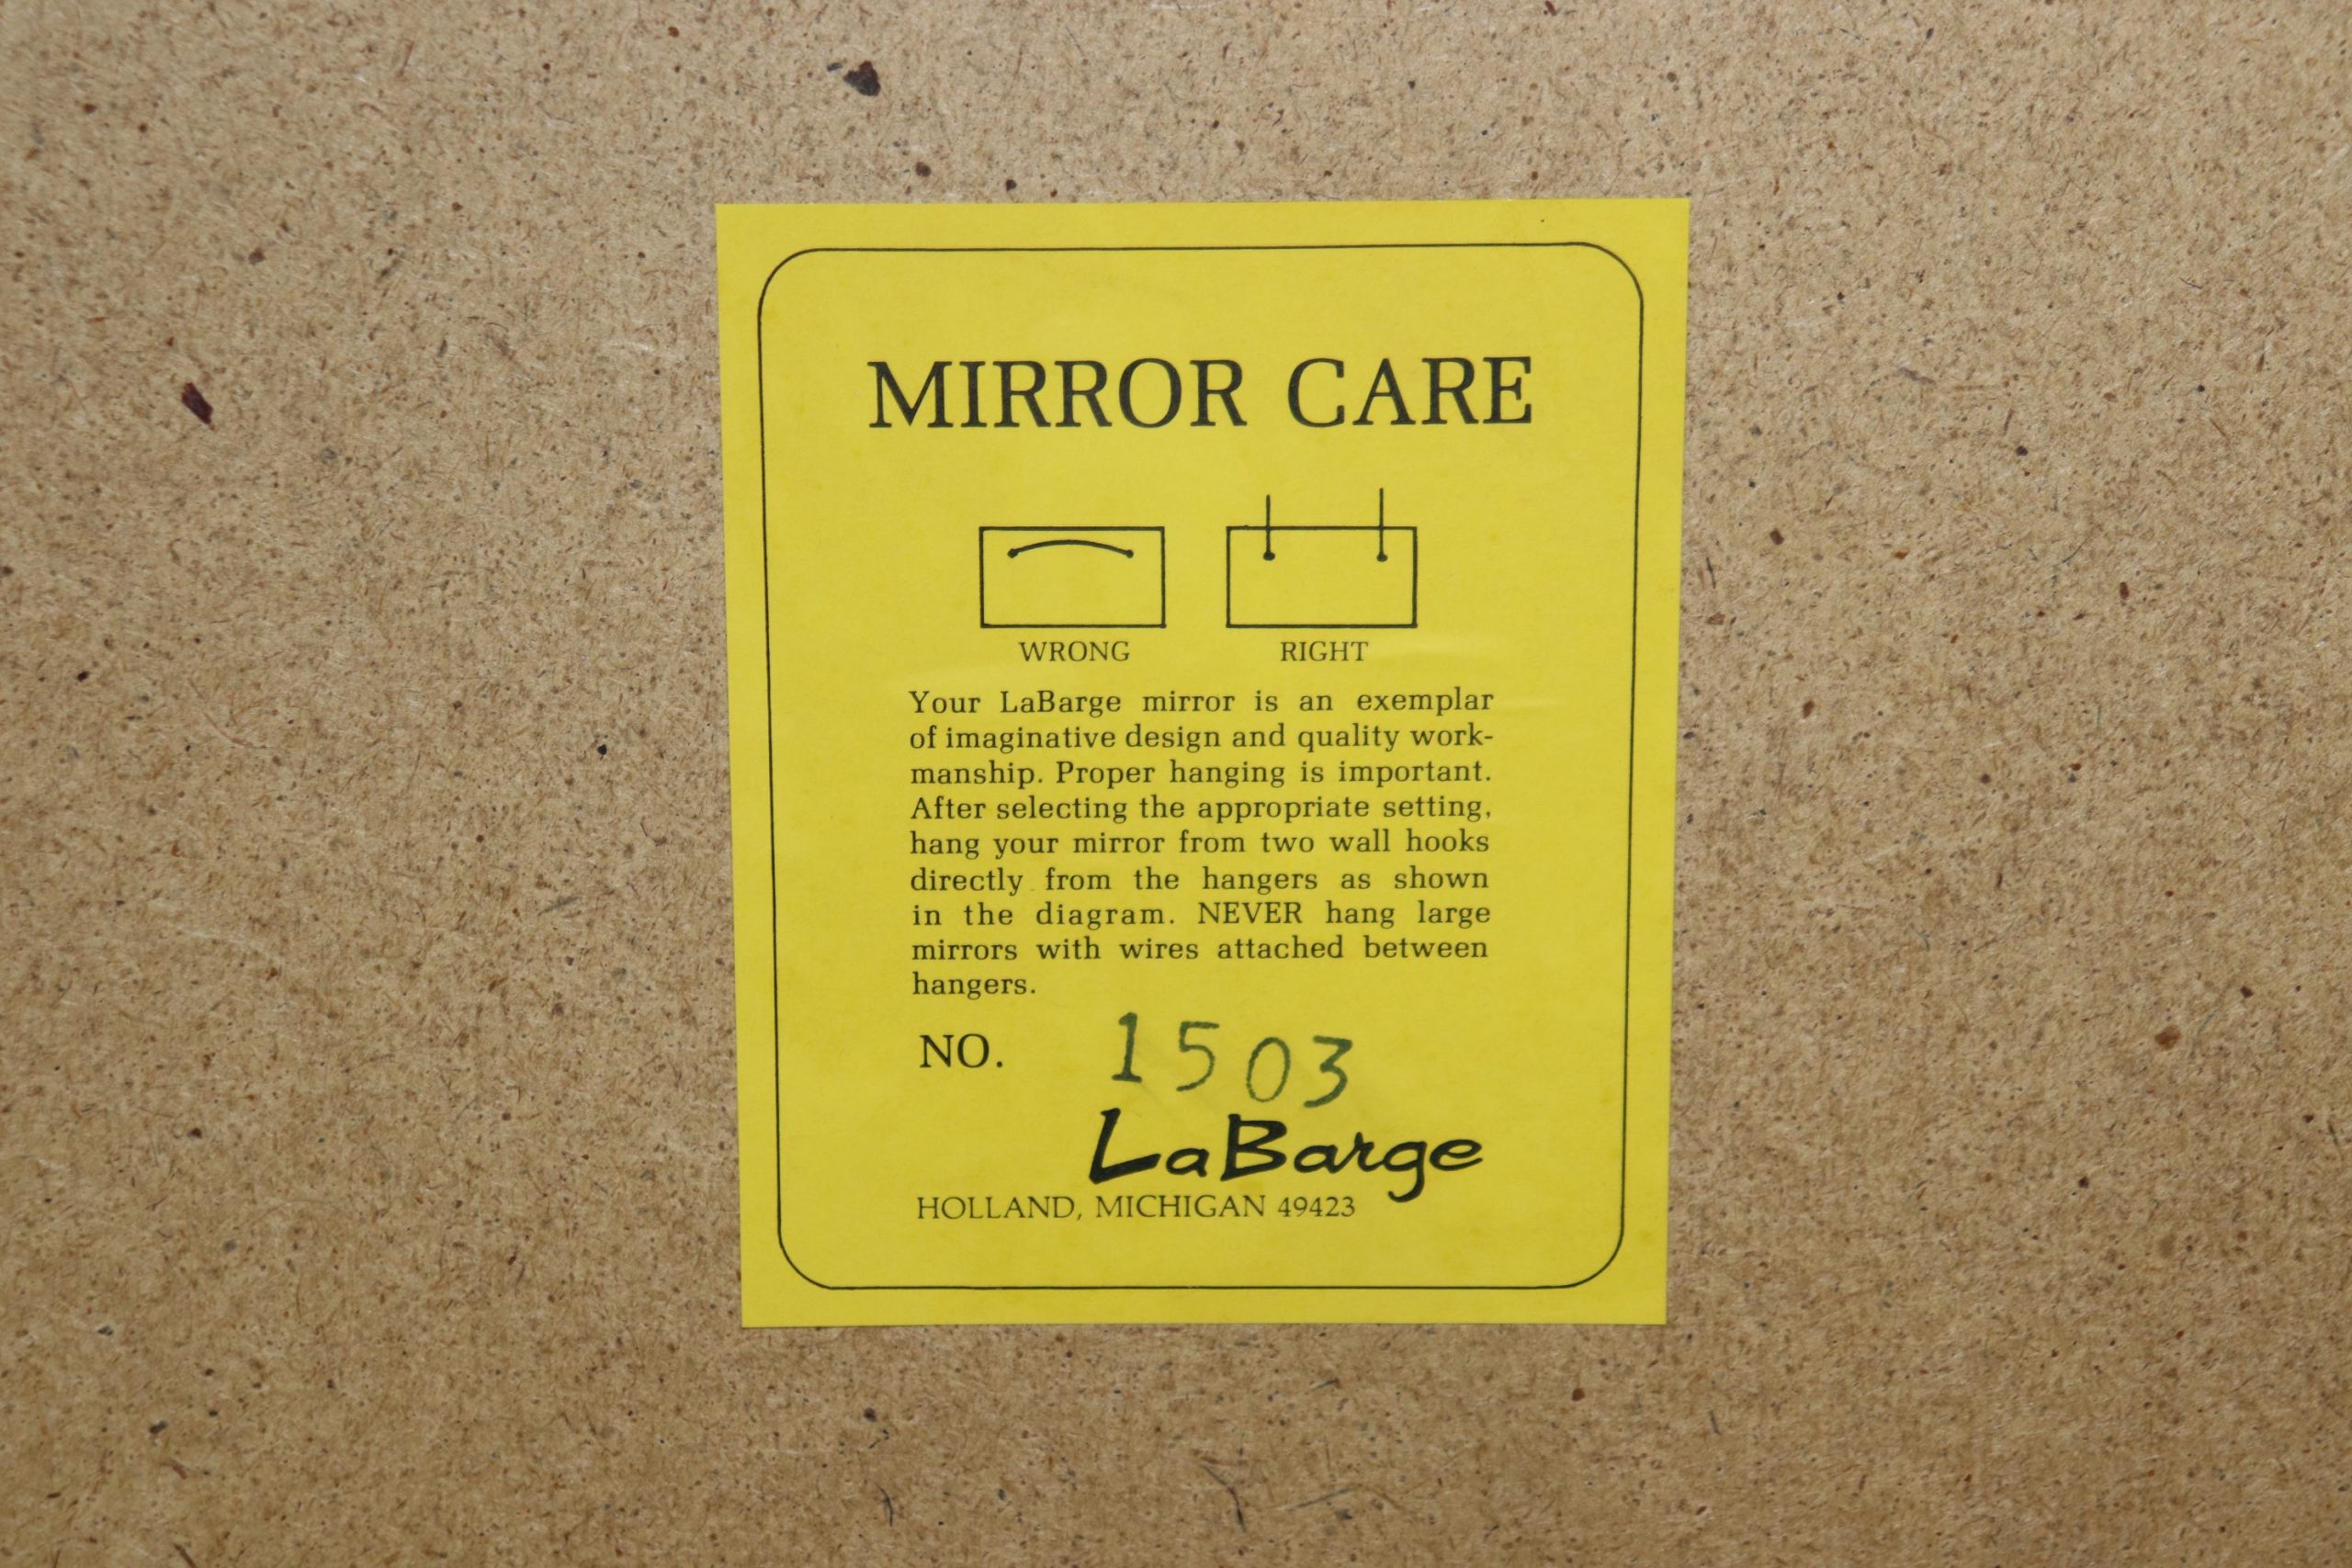 MIRROR CARE
WRONG RIGHT
Your LaBarge mirror is an exemplar
of imaginative design and quality work-
manship. Proper hanging is important.
After selecting the appropriate setting,
hang your mirror from two wall hooks
directly from the hangers as shown
in the diagram. NEVER hang large
mirrors with wires attached between
hangers.
NO. 1503
LaBarge
HOLLAND, MICHIGAN 49423